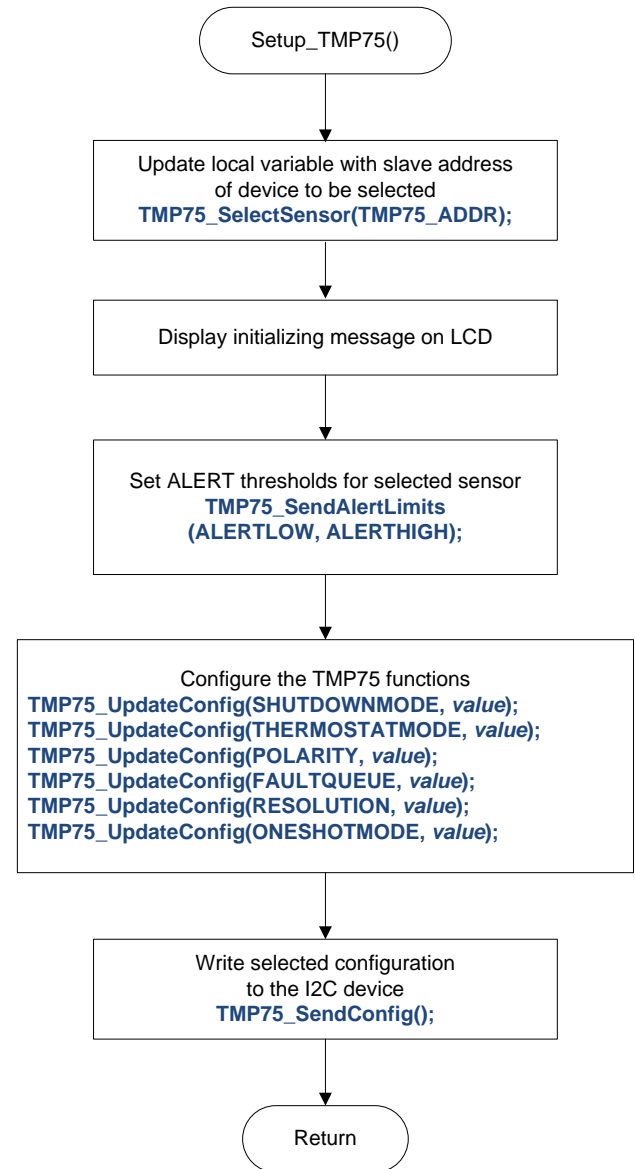 Setup_TMP75()
Update local variable with slave address
of device to be selected
TMP75_SelectSensor(TMP75_ADDR);
Display initializing message on LCD
Set ALERT thresholds for selected sensor
TMP75_SendAlertLimits
(ALERTLOW, ALERTHIGH);
Configure the TMP75 functions
TMP75_UpdateConfig(SHUTDOWNMODE, value);
TMP75_UpdateConfig(THERMOSTATMODE, value);
TMP75_UpdateConfig(POLARITY, value);
TMP75_UpdateConfig(FAULTQUEUE, value);
TMP75_UpdateConfig(RESOLUTION, value);
TMP75_UpdateConfig(ONESHOTMODE, value);
Write selected configuration
to the I2C device
TMP75_SendConfig();
Return